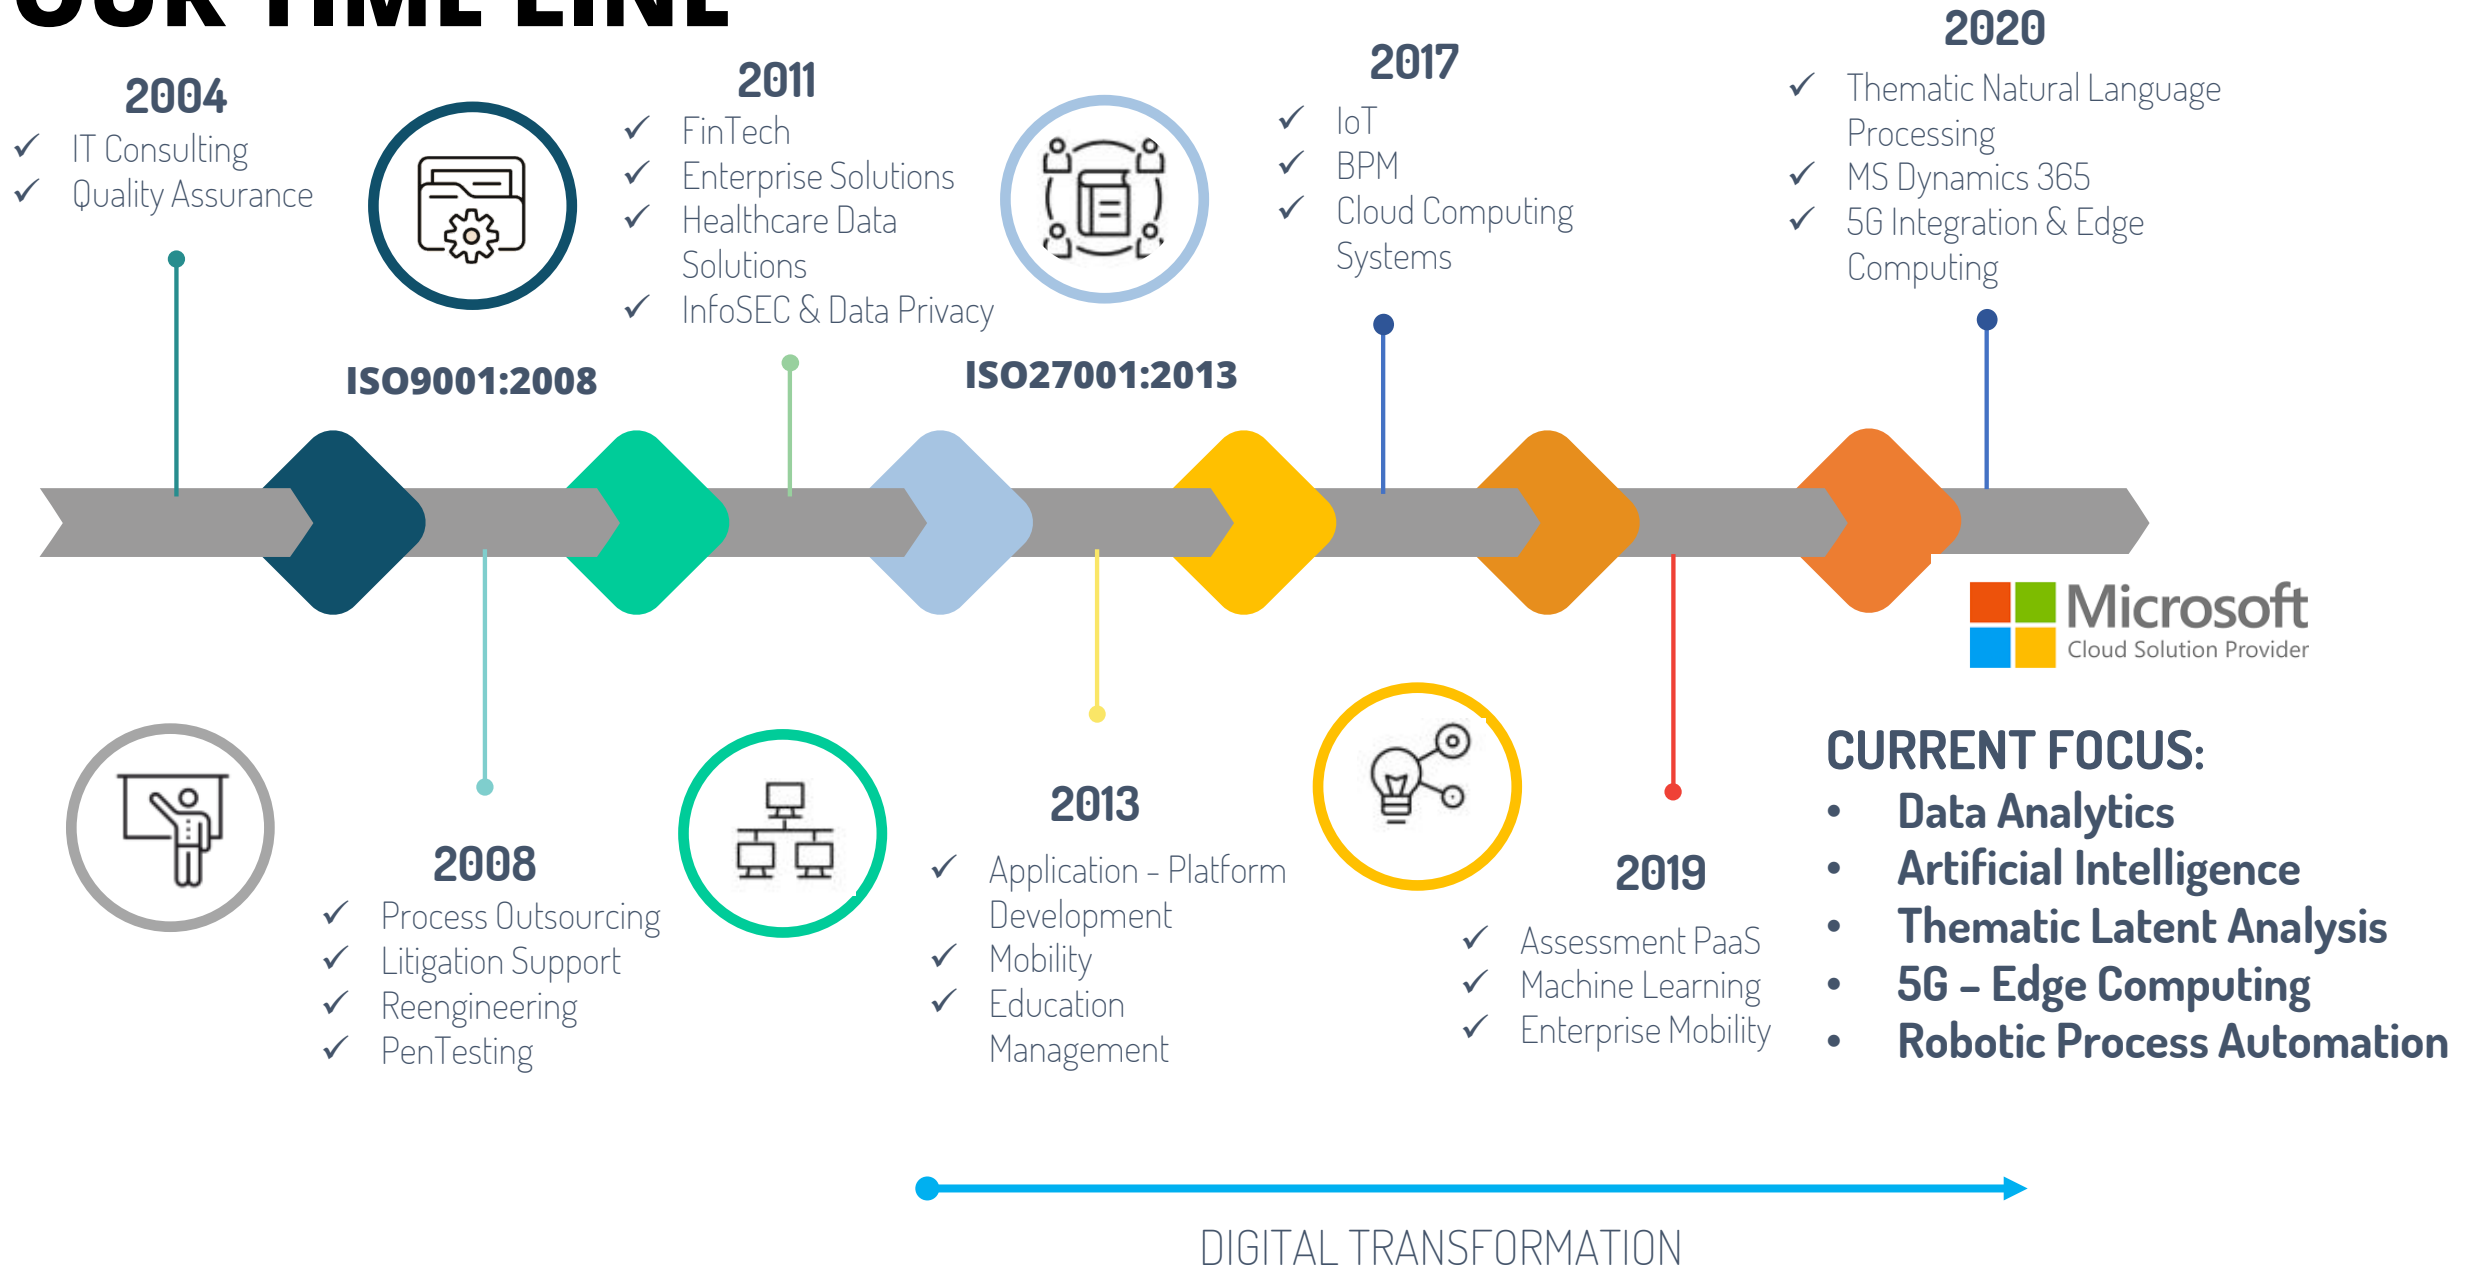 OUR TIME LINE
2004
IT Consulting
Quality Assurance
2011
FinTech
Enterprise Solutions
Healthcare Data
Solutions
InfoSEC & Data Privacy
2017
IoT
BPM
Cloud Computing
Systems
2020
Thematic Natural Language
Processing
MS Dynamics 365
5G Integration & Edge
Computing
ISO9001:2008
ISO27001:2013
Microsoft
Cloud Solution Provider
2008
Process Outsourcing
Litigation Support
Reengineering
PenTesting
2013
Application - Platform
Development
Mobility
Education
Management
2019
Assessment PaaS
Machine Learning
Enterprise Mobility
CURRENT FOCUS:
• Data Analytics
• Artificial Intelligence
• Thematic Latent Analysis
• 5G – Edge Computing
• Robotic Process Automation
DIGITAL TRANSFORMATION